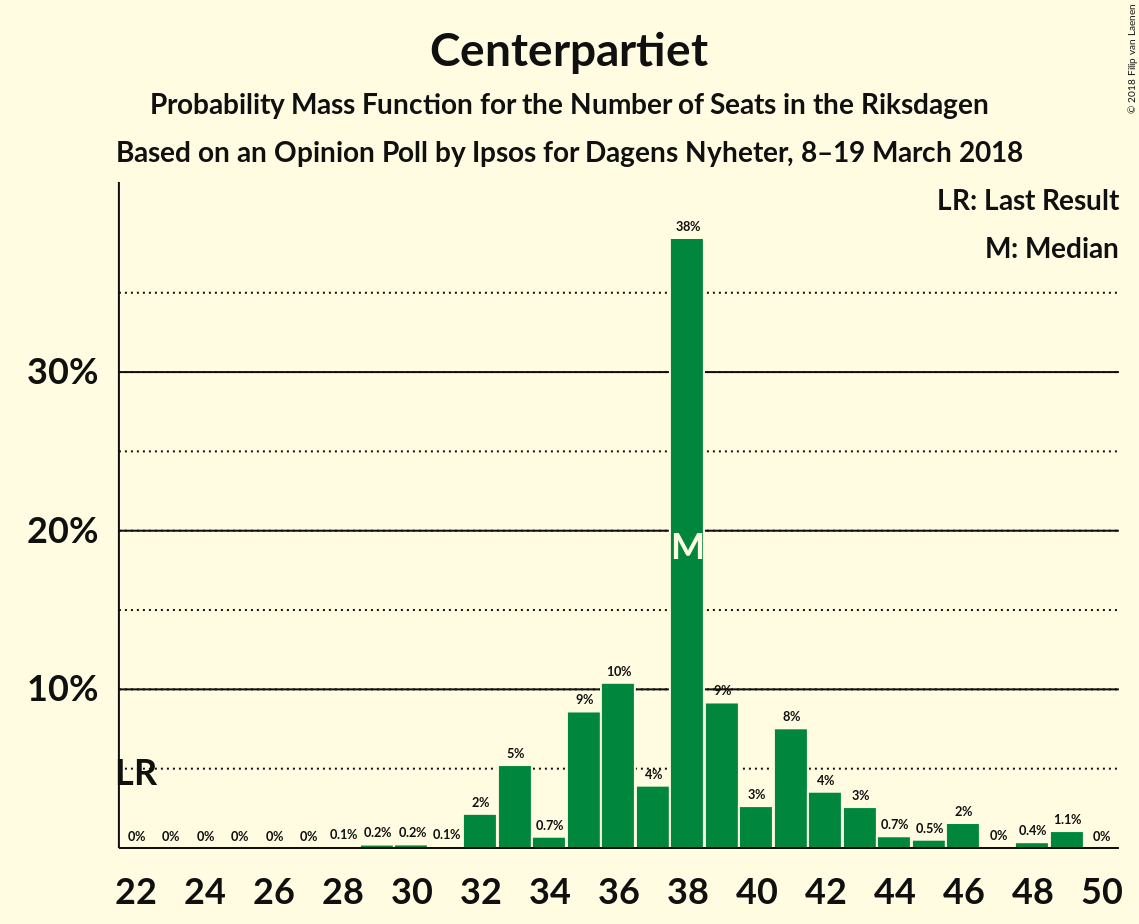 Centerpartiet
Probability Mass Function for the Number of Seats in the Riksdagen
Based on an Opinion Poll by Ipsos for Dagens Nyheter, 8–19 March 2018
© 2018 Filip van Laenen
LR: Last Result
M: Median
30%
20%
10%
LR
M
0% 0% 0% 0% 0% 0% 0.1% 0.2% 0.2% 0.1% 2% 5% 0.7% 9% 10% 4% 38% 9% 3% 8% 4% 3% 0.7% 0.5% 2% 0% 0.4% 1.1% 0%
22 24 26 28 30 32 34 36 38 40 42 44 46 48 50